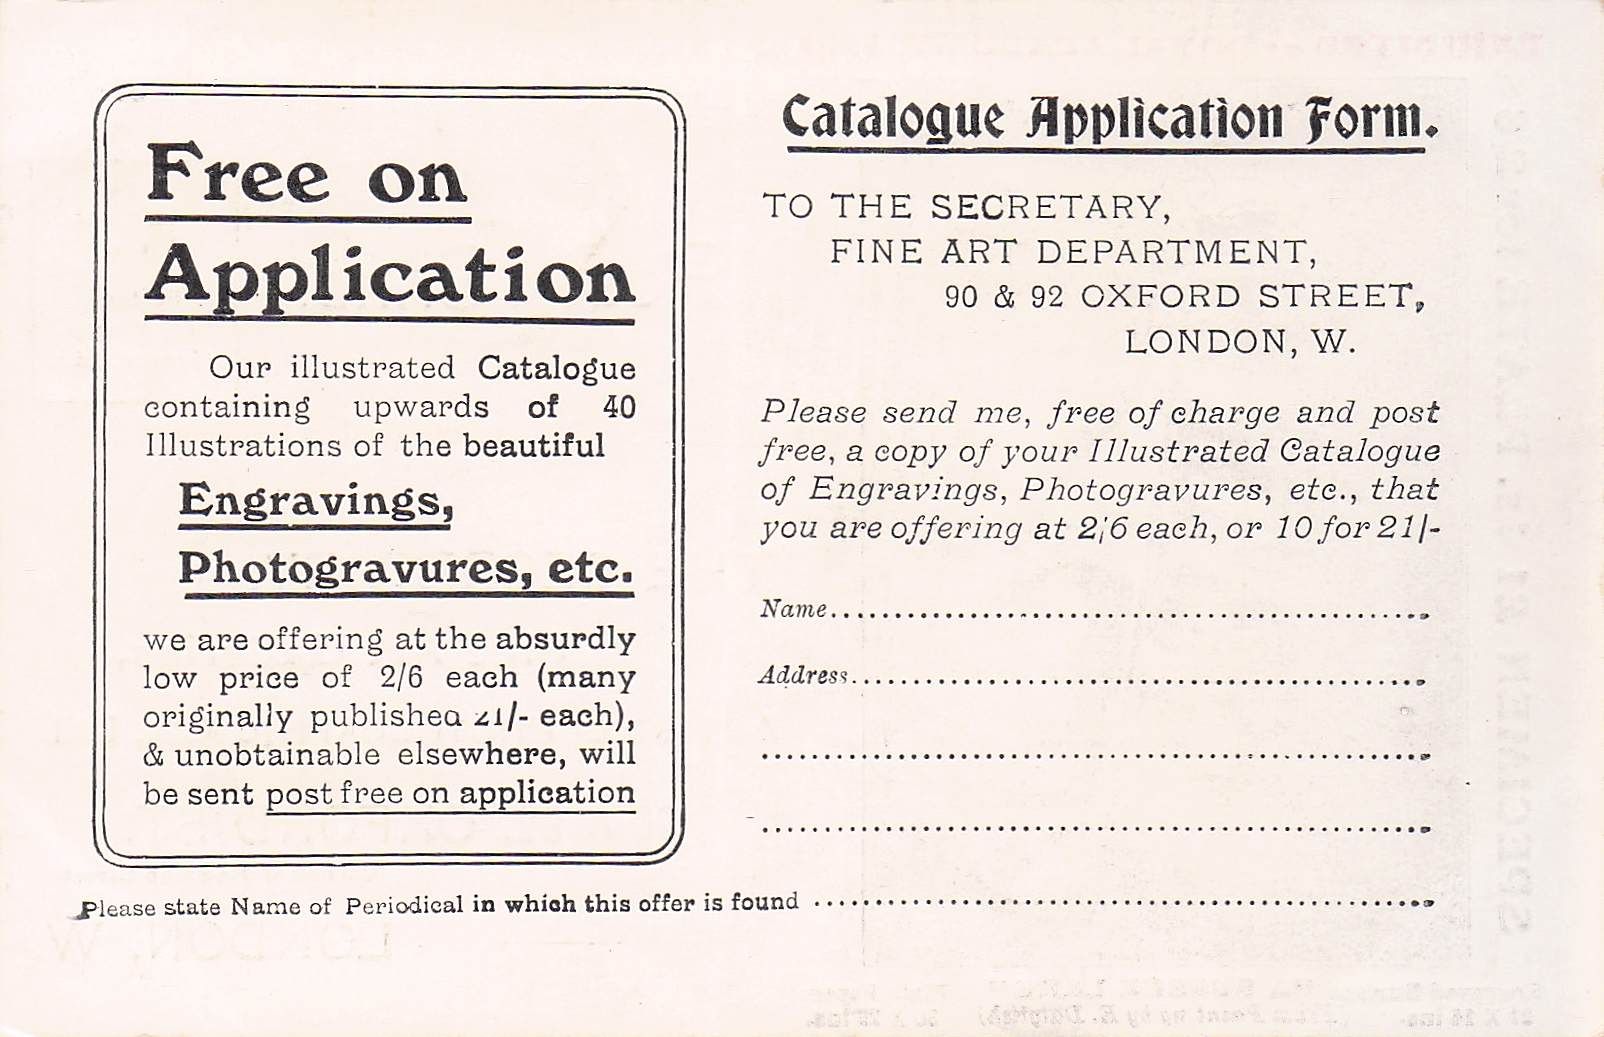 Free on
Application
Our illustrated Catalogue
containing upwards of 40
Illustrations of the beautiful
Engravings,
Photogravures, etc.
we are offering at the absurdly
low price of 2/6 each (many
originally published 21/- each),
& unobtainable elsewhere, will
be sent post free on application
Catalogue Application Form.
TO THE SECRETARY,
FINE ART DEPARTMENT,
90 & 92 OXFORD STREET,
LONDON, W.
Please send me, free of charge and post
free, a copy of your Illustrated Catalogue
of Engravings, Photogravures, etc., that
you are offering at 2/6 each, or 10 for 21/-
Name
Address
Please state Name of Periodical in which this offer is found